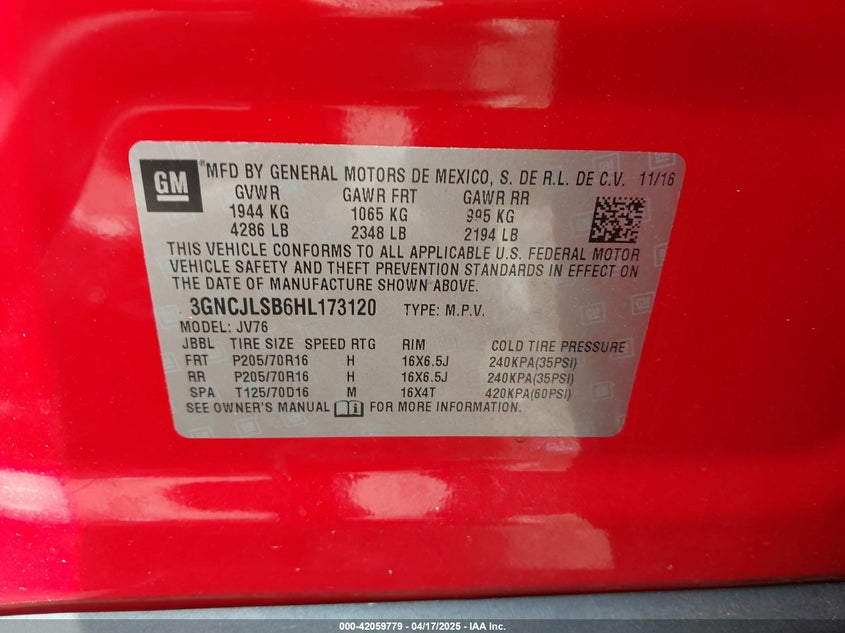 GM ®MFD BY GENERAL MOTORS DE MEXICO, S. DE R.L. DE C.V. 11/16
GVWR GAWR FRT GAWR RR
1944 KG 1065 KG 995 KG
4286 LB 2348 LB 2194 LB
THIS VEHICLE CONFORMS TO ALL APPLICABLE U.S. FEDERAL MOTOR
VEHICLE SAFETY AND THEFT PREVENTION STANDARDS IN EFFECT ON
THE DATE OF MANUFACTURE SHOWN ABOVE.
3GNCJLSB6HL173120 TYPE: M.P.V.
MODEL: JV76
JBBL TIRE SIZE SPEED RTG RIM COLD TIRE PRESSURE
FRT P205/70R16 H 16X6.5J 240KPA(35PSI)
RR P205/70R16 H 16X6.5J 240KPA(35PSI)
SPA T125/70D16 M 16X4T 420KPA(60PSI)
SEE OWNER'S MANUAL FOR MORE INFORMATION.
000-42059779 - 04/17/2025 - IAA Inc.